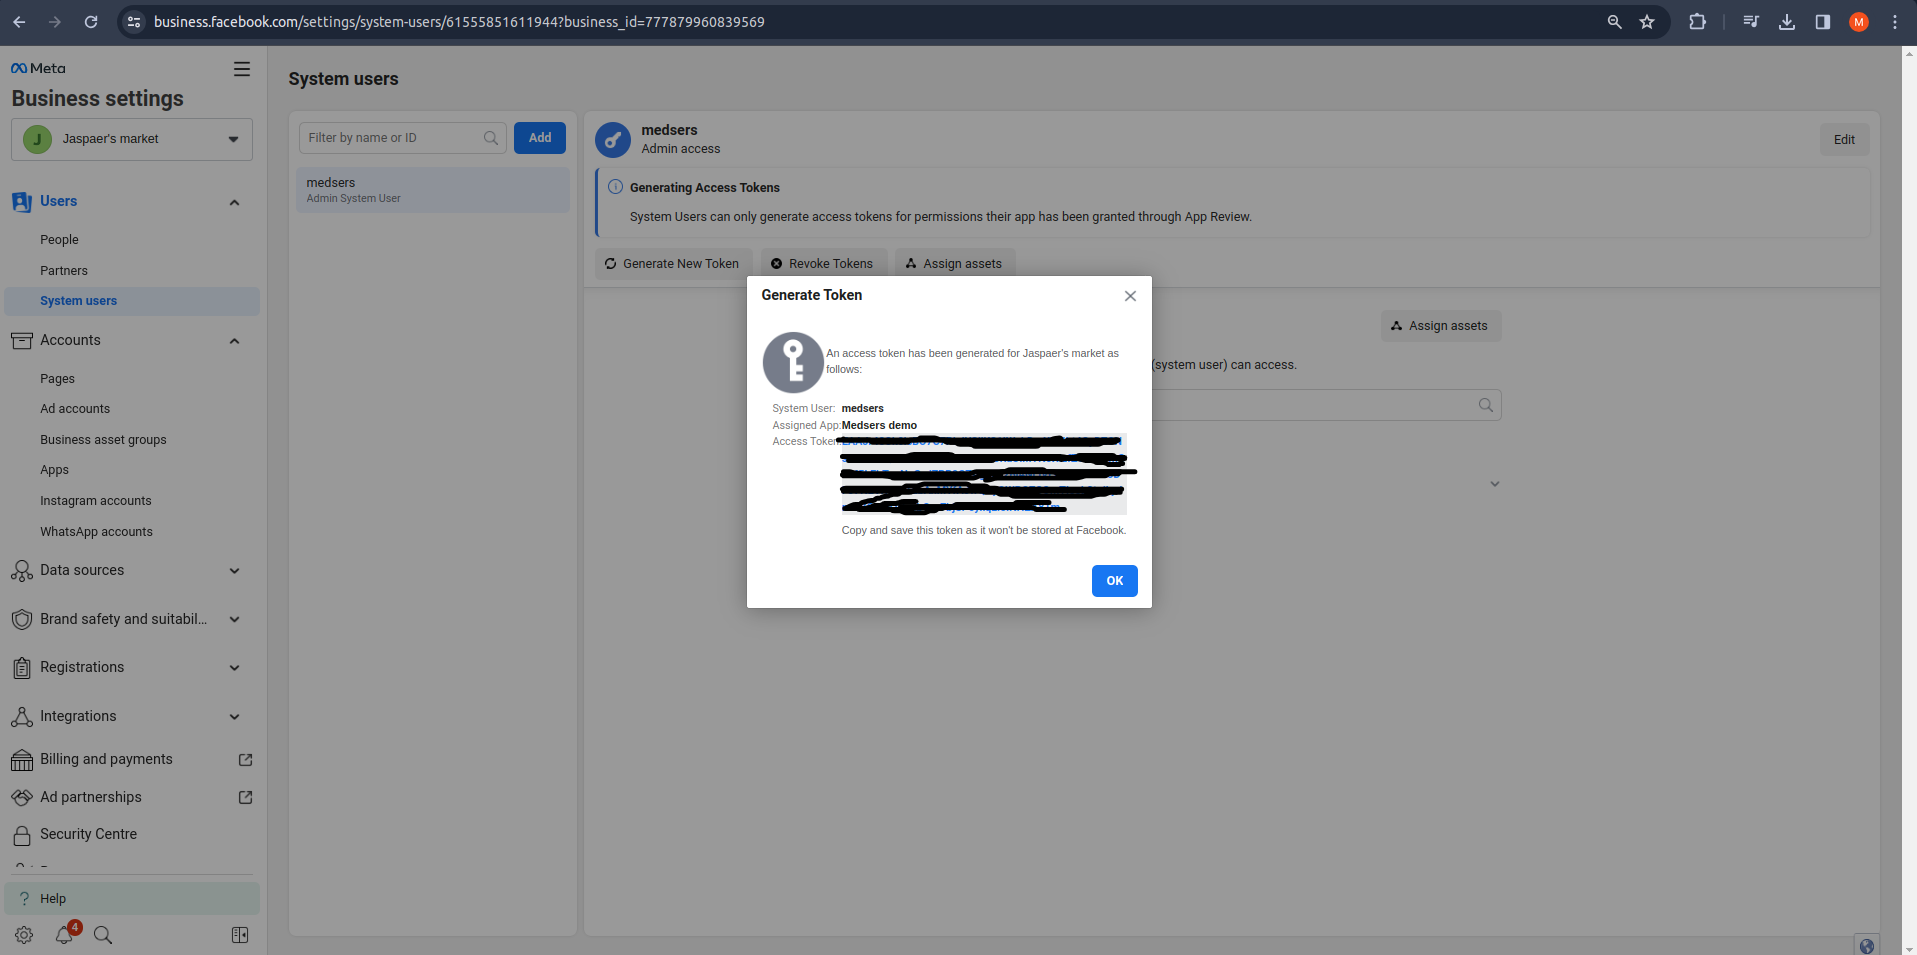 business.facebook.com/settings/system-users/61555851611944?business_id=777879960839569
M
Meta
Business settings
J
Jaspaer's market
Users
People
Partners
System users
Accounts
Pages
Ad accounts
Business asset groups
Apps
Instagram accounts
WhatsApp accounts
Data sources
Brand safety and suitabil...
Registrations
Integrations
Billing and payments
Ad partnerships
Security Centre
? Help
4
System users
Filter by name or ID
Add
medsers
Admin System User
medsers
Admin access
Edit
Generating Access Tokens
System Users can only generate access tokens for permissions their app has been granted through App Review.
Generate New Token
Revoke Tokens
Assign assets
Assign assets
(system user) can access.
Generate Token
An access token has been generated for Jaspaer's market as
follows:
System User: medsers
Assigned App: Medsers demo
Access Token:
Copy and save this token as it won't be stored at Facebook.
OK